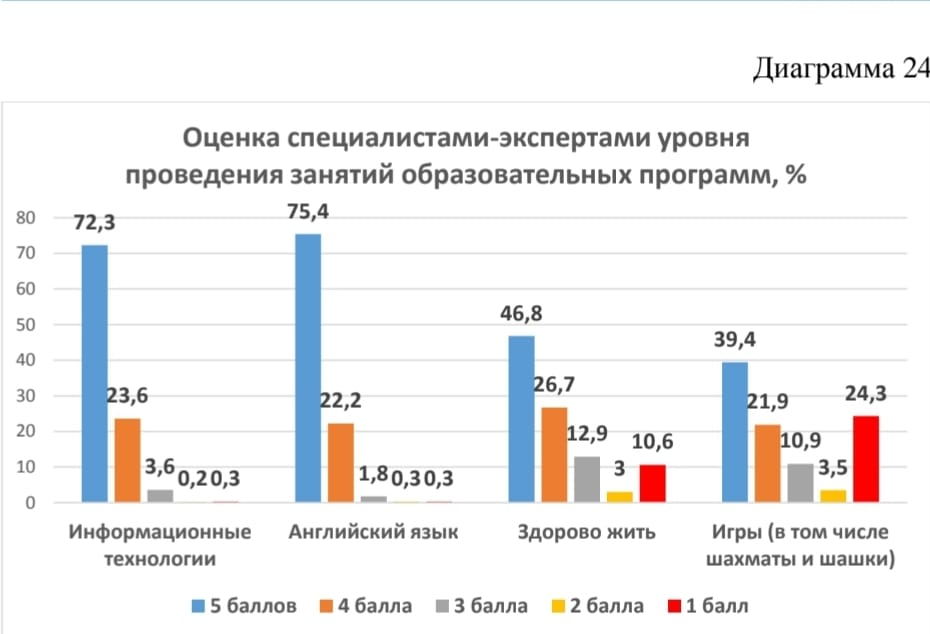 Диаграмма 24
Оценка специалистами-экспертами уровня
проведения занятий образовательных программ, %
80
70
60
50
40
30
20
10
0
72,3
23,6
3,6
0,2
0,3
75,4
22,2
1,8
0,3
0,3
46,8
26,7
12,9
3
10,6
39,4
21,9
10,9
3,5
24,3
Информационные
технологии
Английский язык
Здорово жить
Игры (в том числе
шахматы и шашки)
5 баллов
4 балла
3 балла
2 балла
1 балл